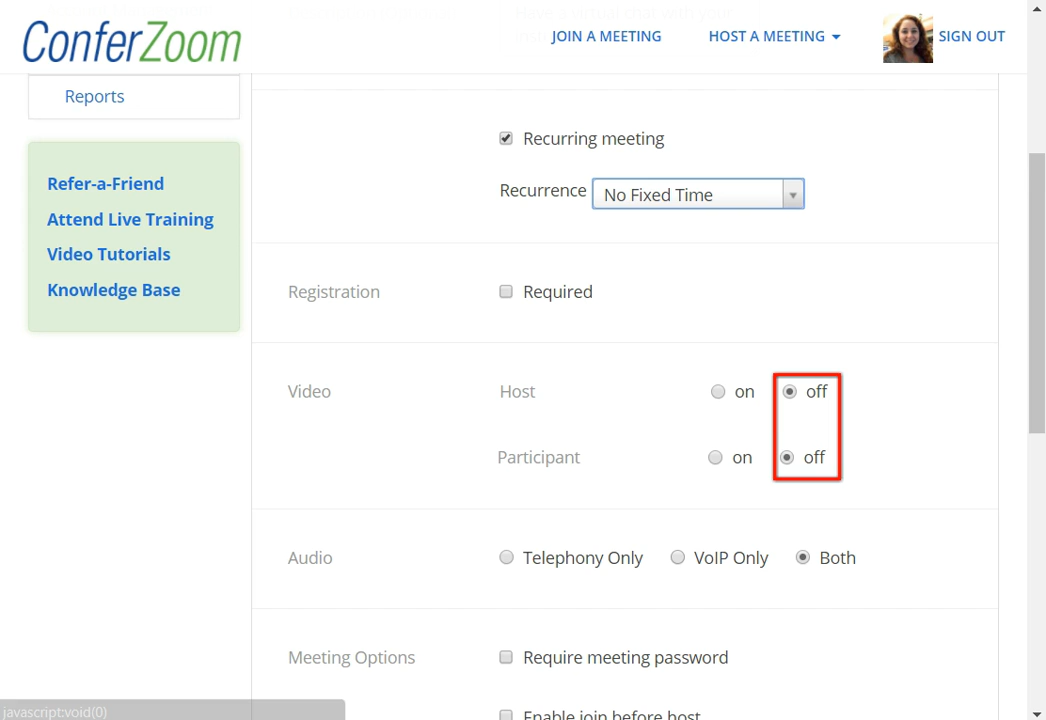 ConferZoom
JOIN A MEETING
HOST A MEETING
SIGN OUT
Reports
Refer-a-Friend
Attend Live Training
Video Tutorials
Knowledge Base
Recurring meeting
Recurrence No Fixed Time
Registration Required
Video Host on off
Participant on off
Audio Telephony Only VoIP Only Both
Meeting Options Require meeting password
Enable join before host
javascript:void(0)